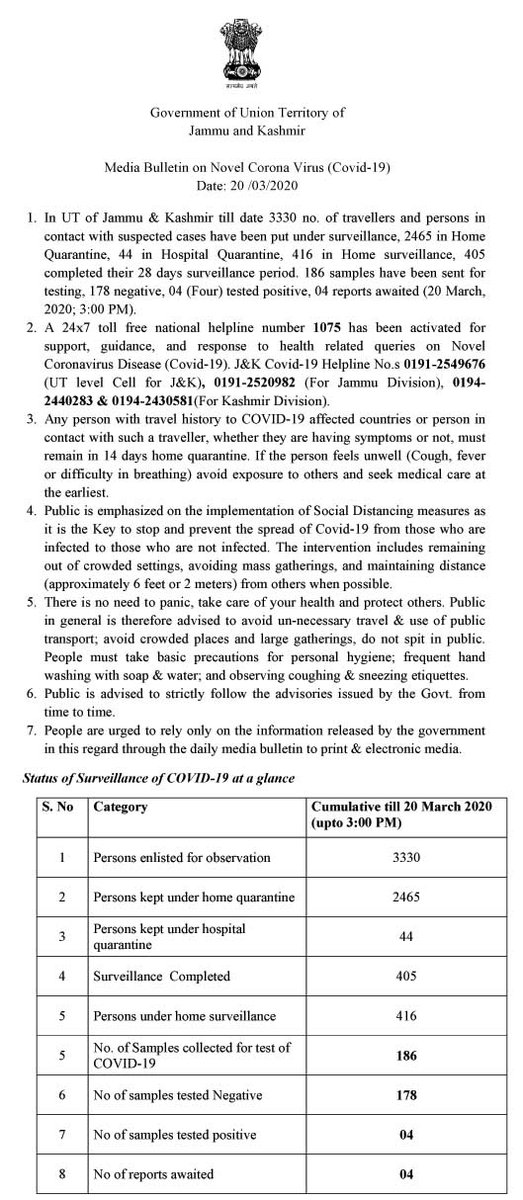 सत्यमेव जयते
Government of Union Territory of
Jammu and Kashmir
Media Bulletin on Novel Corona Virus (Covid-19)
Date: 20 /03/2020
1. In UT of Jammu & Kashmir till date 3330 no. of travellers and persons in
contact with suspected cases have been put under surveillance, 2465 in Home
Quarantine, 44 in Hospital Quarantine, 416 in Home surveillance, 405
completed their 28 days surveillance period. 186 samples have been sent for
testing, 178 negative, 04 (Four) tested positive, 04 reports awaited (20 March,
2020; 3:00 PM).
2. A 24x7 toll free national helpline number 1075 has been activated for
support, guidance, and response to health related queries on Novel
Coronavirus Disease (Covid-19). J&K Covid-19 Helpline No.s 0191-2549676
(UT level Cell for J&K), 0191-2520982 (For Jammu Division), 0194-
2440283 & 0194-2430581(For Kashmir Division).
3. Any person with travel history to COVID-19 affected countries or person in
contact with such a traveller, whether they are having symptoms or not, must
remain in 14 days home quarantine. If the person feels unwell (Cough, fever
or difficulty in breathing) avoid exposure to others and seek medical care at
the earliest.
4. Public is emphasized on the implementation of Social Distancing measures as
it is the Key to stop and prevent the spread of Covid-19 from those who are
infected to those who are not infected. The intervention includes remaining
out of crowded settings, avoiding mass gatherings, and maintaining distance
(approximately 6 feet or 2 meters) from others when possible.
5. There is no need to panic, take care of your health and protect others. Public
in general is therefore advised to avoid un-necessary travel & use of public
transport; avoid crowded places and large gatherings, do not spit in public.
People must take basic precautions for personal hygiene; frequent hand
washing with soap & water; and observing coughing & sneezing etiquettes.
6. Public is advised to strictly follow the advisories issued by the Govt. from
time to time.
7. People are urged to rely only on the information released by the government
in this regard through the daily media bulletin to print & electronic media.
Status of Surveillance of COVID-19 at a glance
S. No Category Cumulative till 20 March 2020
(upto 3:00 PM)
1 Persons enlisted for observation 3330
2 Persons kept under home quarantine 2465
3 Persons kept under hospital
quarantine 44
4 Surveillance Completed 405
5 Persons under home surveillance 416
5 No. of Samples collected for test of
COVID-19 186
6 No of samples tested Negative 178
7 No of samples tested positive 04
8 No of reports awaited 04